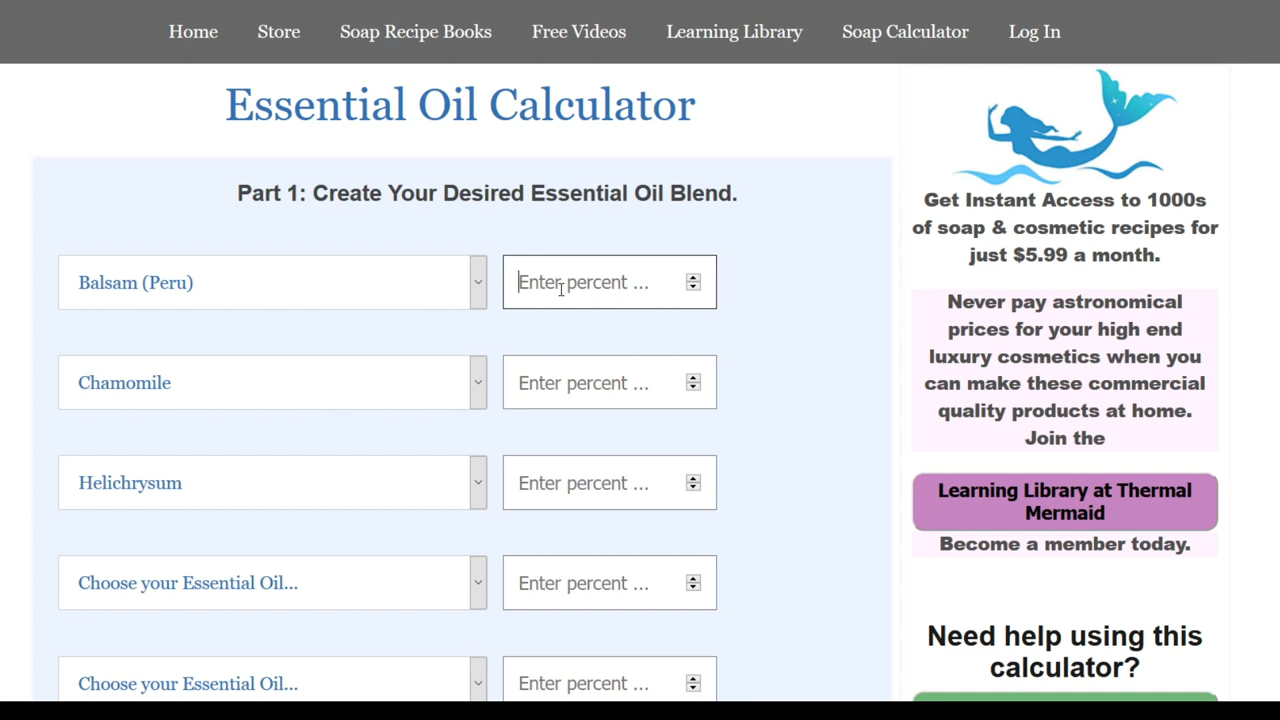 Home Store Soap Recipe Books Free Videos Learning Library Soap Calculator Log In
Essential Oil Calculator
Part 1: Create Your Desired Essential Oil Blend.
Balsam (Peru) Enter percent ...
Chamomile Enter percent ...
Helichrysum Enter percent ...
Choose your Essential Oil... Enter percent ...
Choose your Essential Oil... Enter percent ...
Get Instant Access to 1000s
of soap & cosmetic recipes for
just $5.99 a month.
Never pay astronomical
prices for your high end
luxury cosmetics when you
can make these commercial
quality products at home.
Join the
Learning Library at Thermal
Mermaid
Become a member today.
Need help using this
calculator?